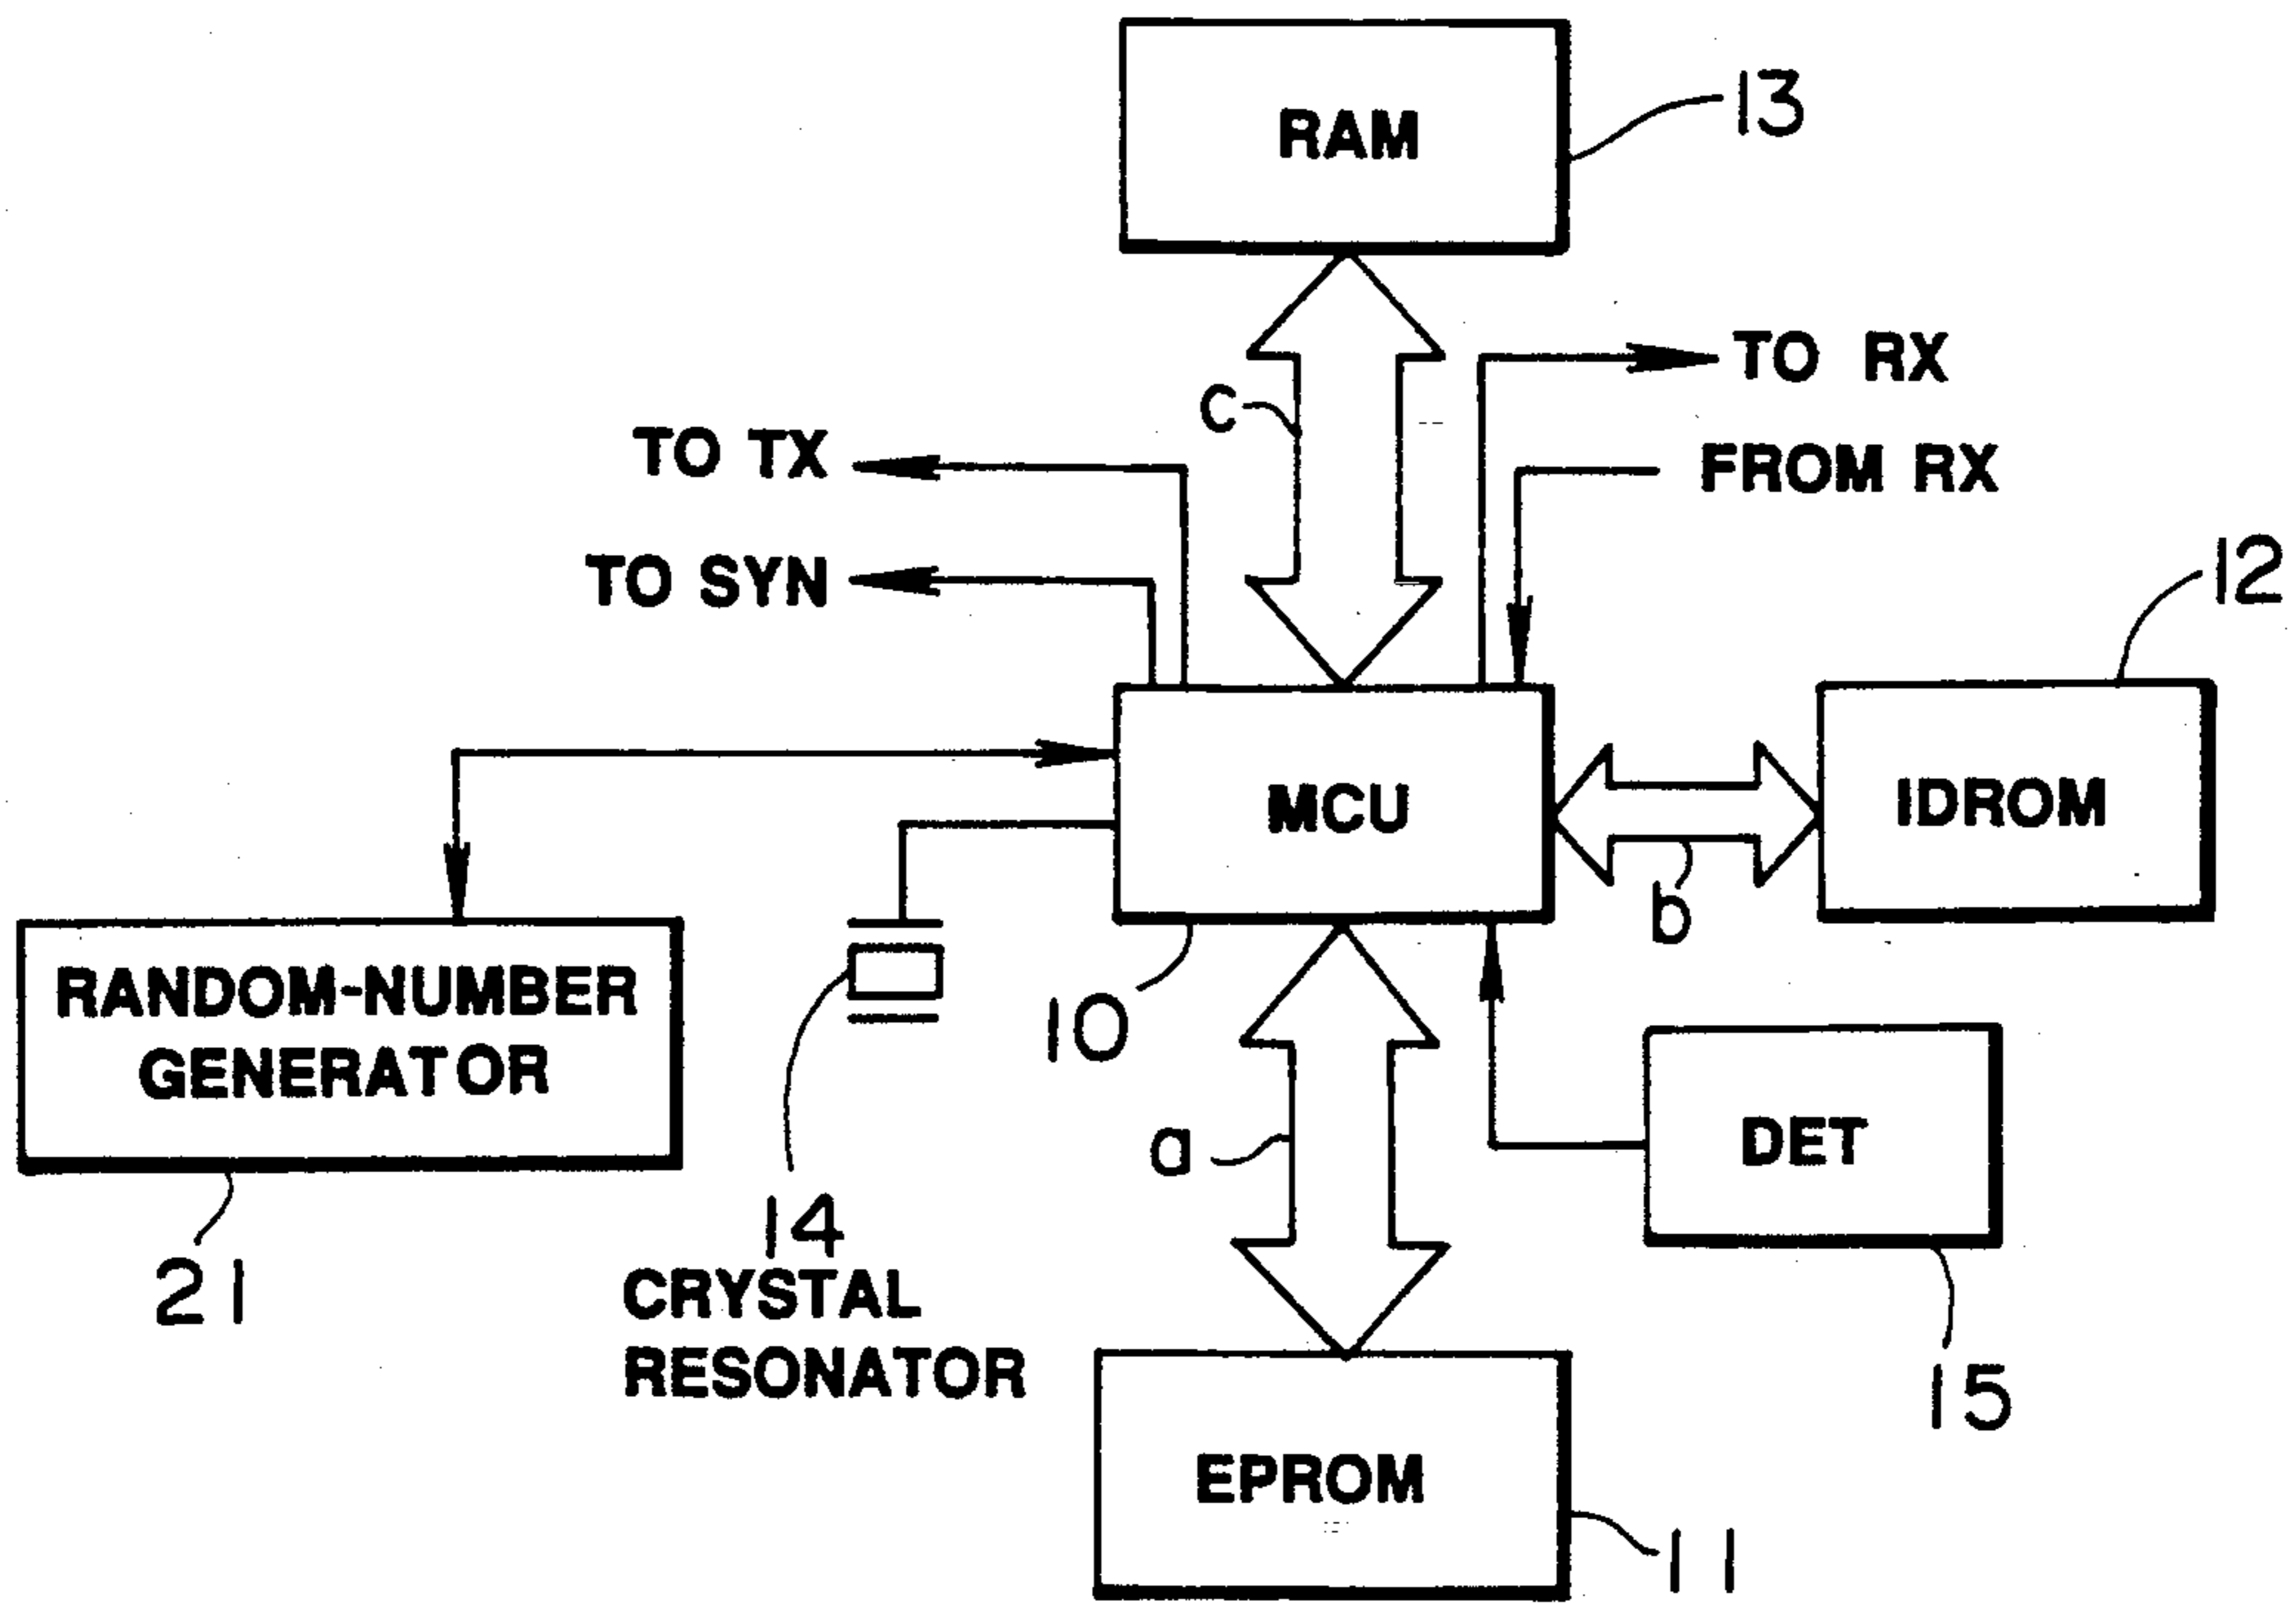 RAM
13
TO RX
C
TO TX
FROM RX
TO SYN
12
MCU
IDROM
b
RANDOM-NUMBER
GENERATOR
10
DET
a
14
CRYSTAL
RESONATOR
21
15
EPROM
11